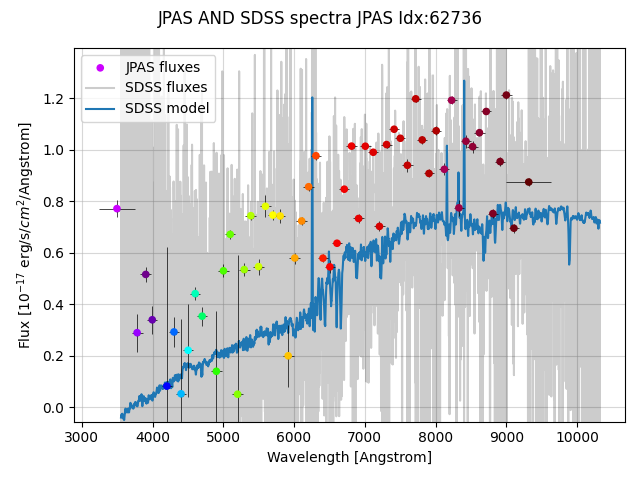 JPAS AND SDSS spectra JPAS Idx:62736
JPAS fluxes
SDSS fluxes
SDSS model
Flux [10⁻¹⁷ erg/s/cm²/Angstrom]
1.2
1.0
0.8
0.6
0.4
0.2
0.0
3000 4000 5000 6000 7000 8000 9000 10000
Wavelength [Angstrom]